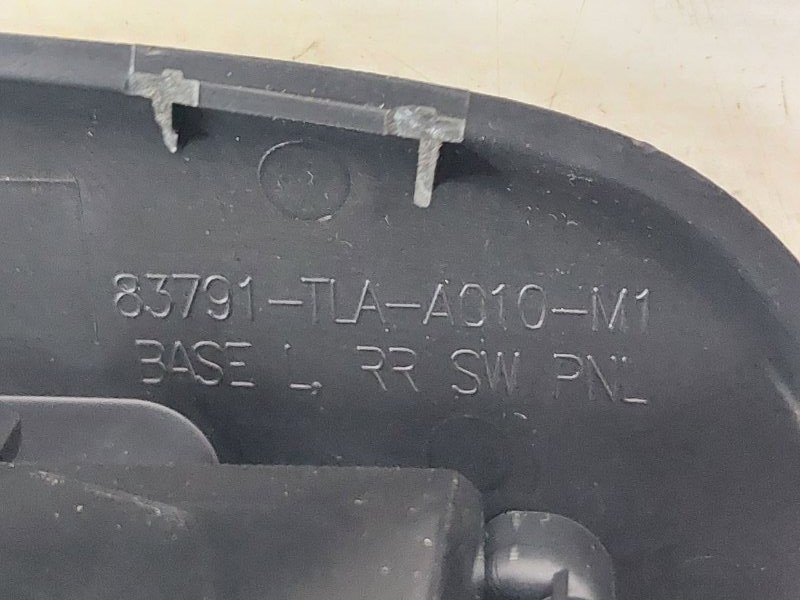 83791-TLA-A010-M1
BASE L, RR SW PNL